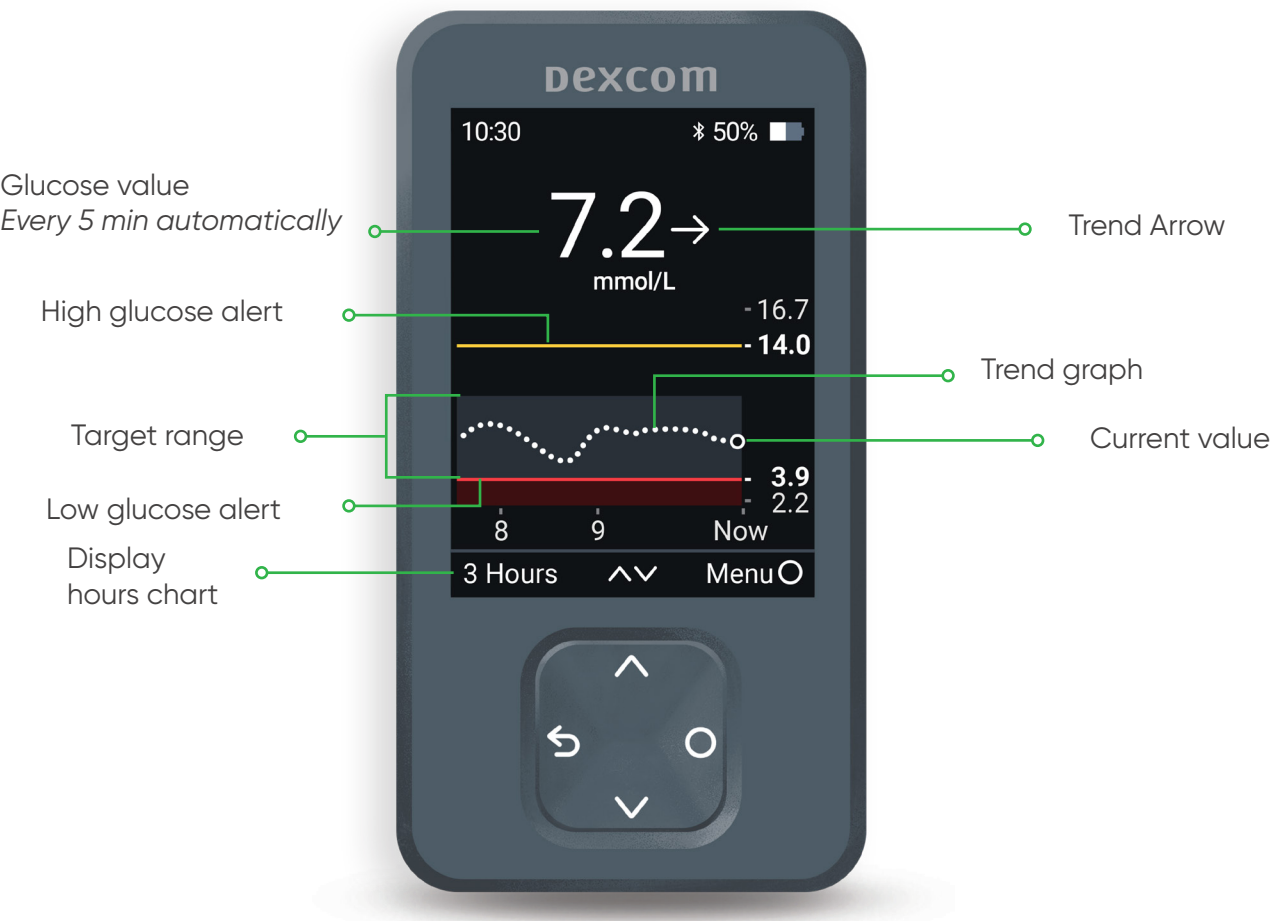 Dexcom
10:30
50%
Glucose value
Every 5 min automatically
7.2
mmol/L
Trend Arrow
High glucose alert
16.7
14.0
Trend graph
Target range
Current value
3.9
Low glucose alert
2.2
8 9 Now
Display
hours chart
3 Hours
Menu